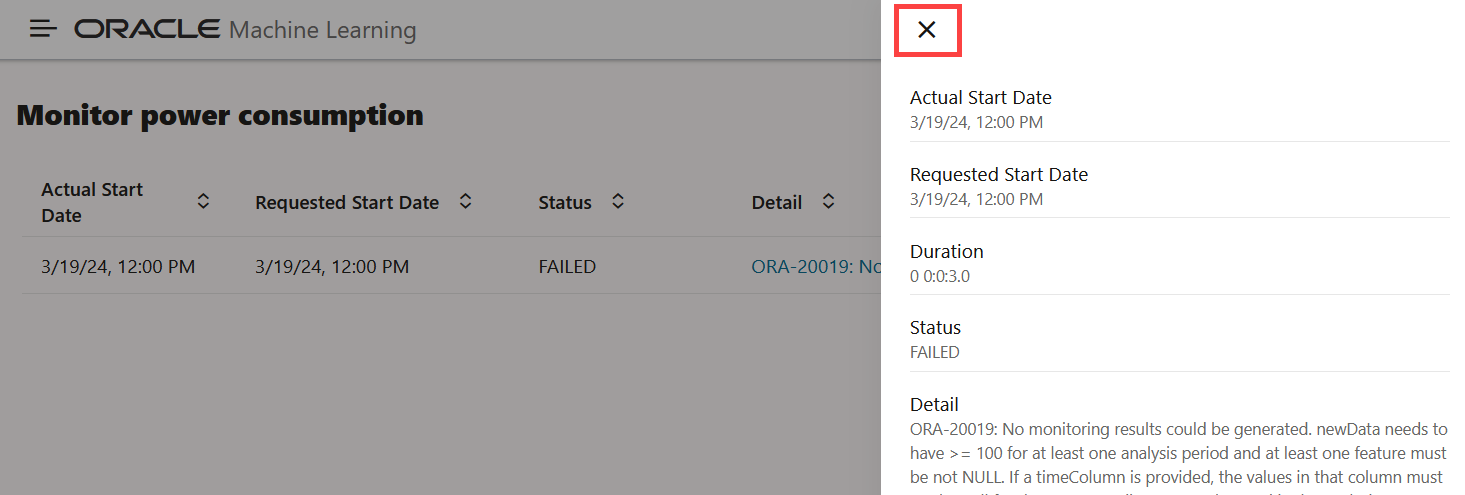 ORACLE Machine Learning
Monitor power consumption
Actual Start
Date
Requested Start Date
Status
Detail
3/19/24, 12:00 PM
3/19/24, 12:00 PM
FAILED
ORA-20019: No
Actual Start Date
3/19/24, 12:00 PM
Requested Start Date
3/19/24, 12:00 PM
Duration
0 0:0:3.0
Status
FAILED
Detail
ORA-20019: No monitoring results could be generated. newData needs to
have >= 100 for at least one analysis period and at least one feature must
be not NULL. If a timeColumn is provided, the values in that column must